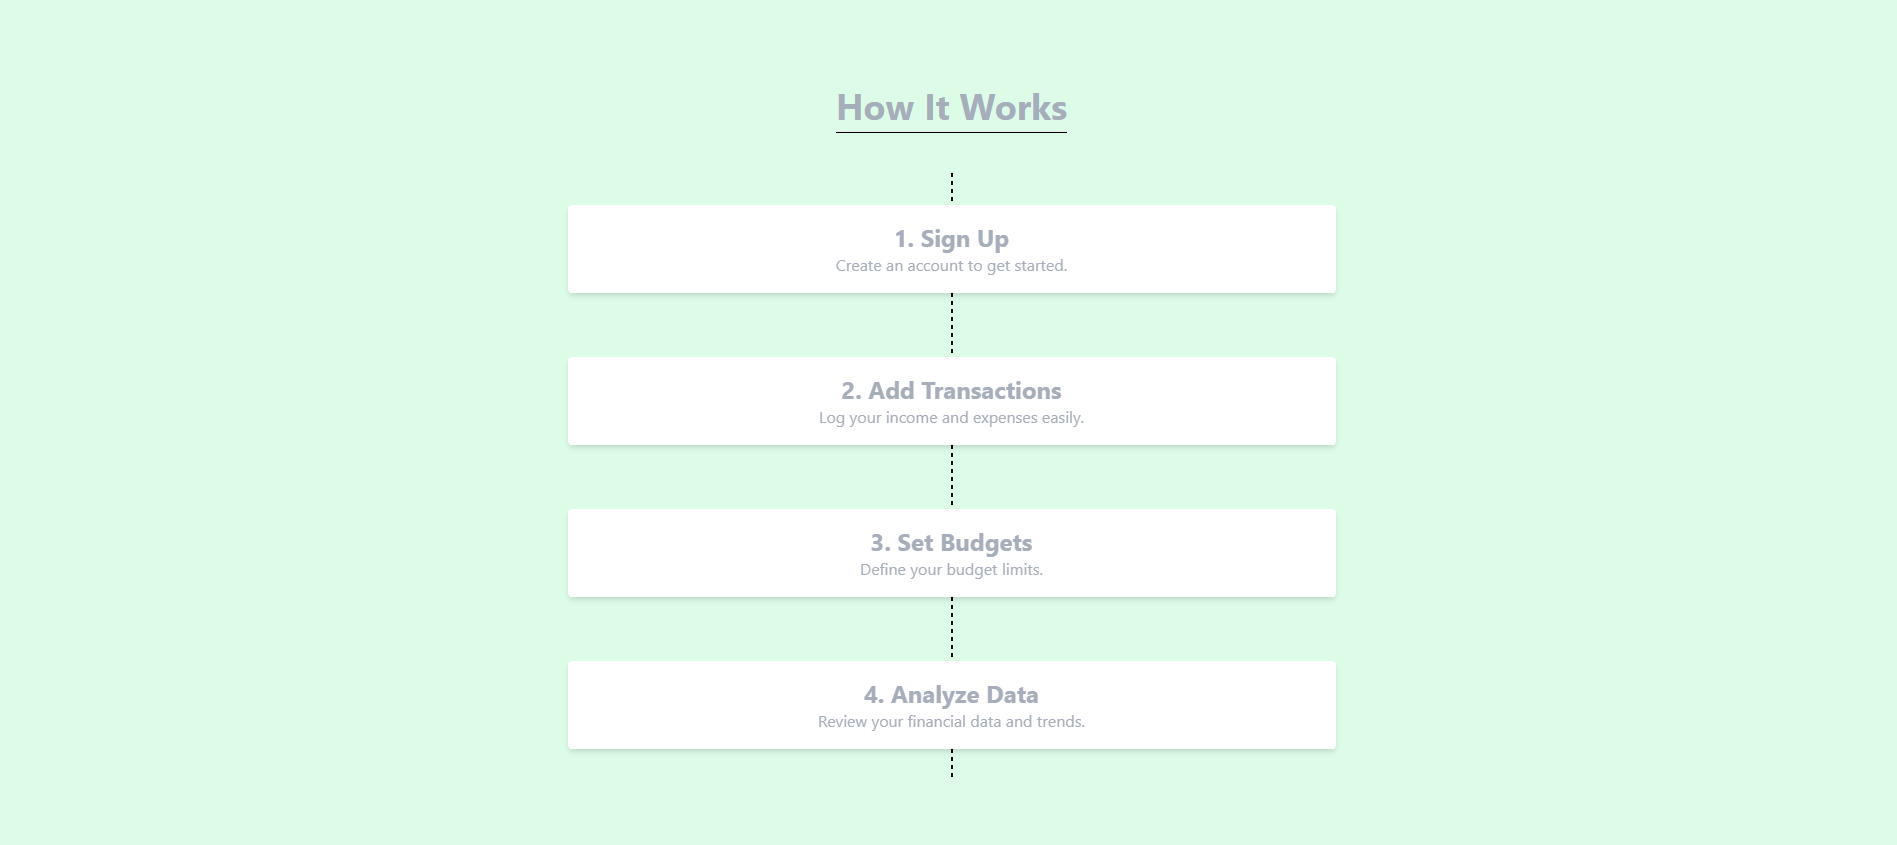 How It Works
1. Sign Up
Create an account to get started.
2. Add Transactions
Log your income and expenses easily.
3. Set Budgets
Define your budget limits.
4. Analyze Data
Review your financial data and trends.